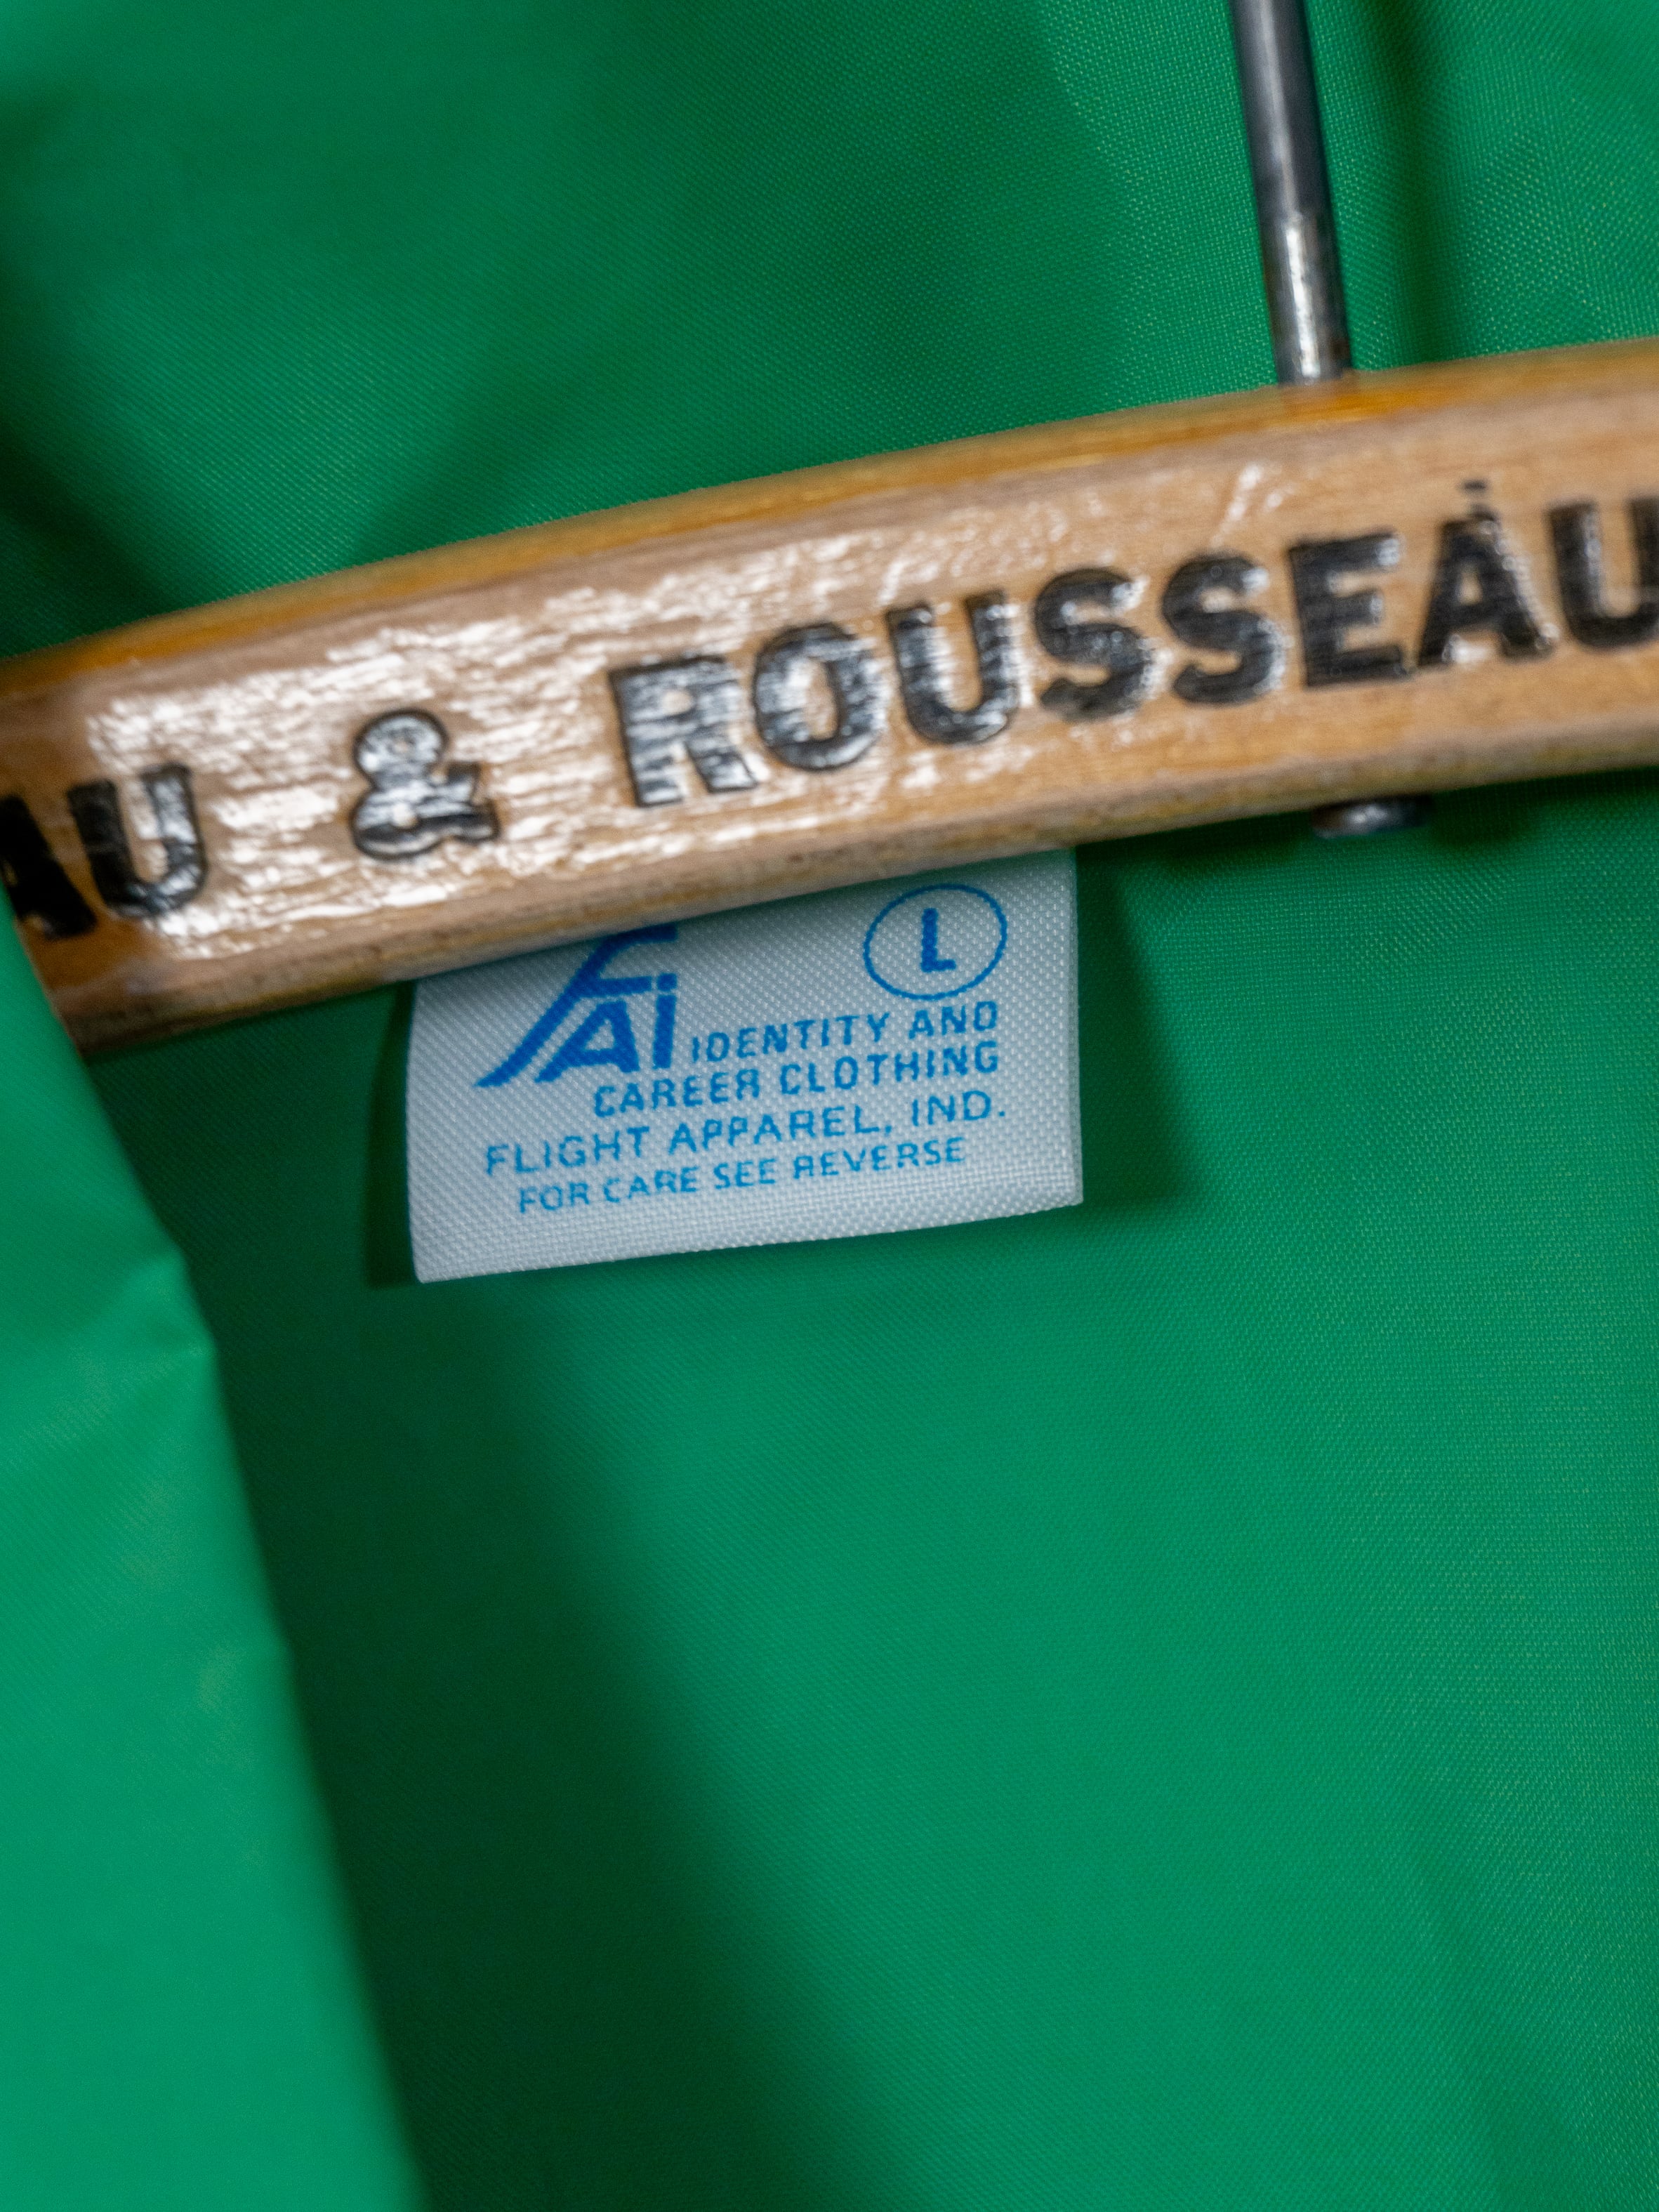 AU & ROUSSEAU
L
FAI IDENTITY AND
CAREER CLOTHING
FLIGHT APPAREL, IND.
FOR CARE SEE REVERSE